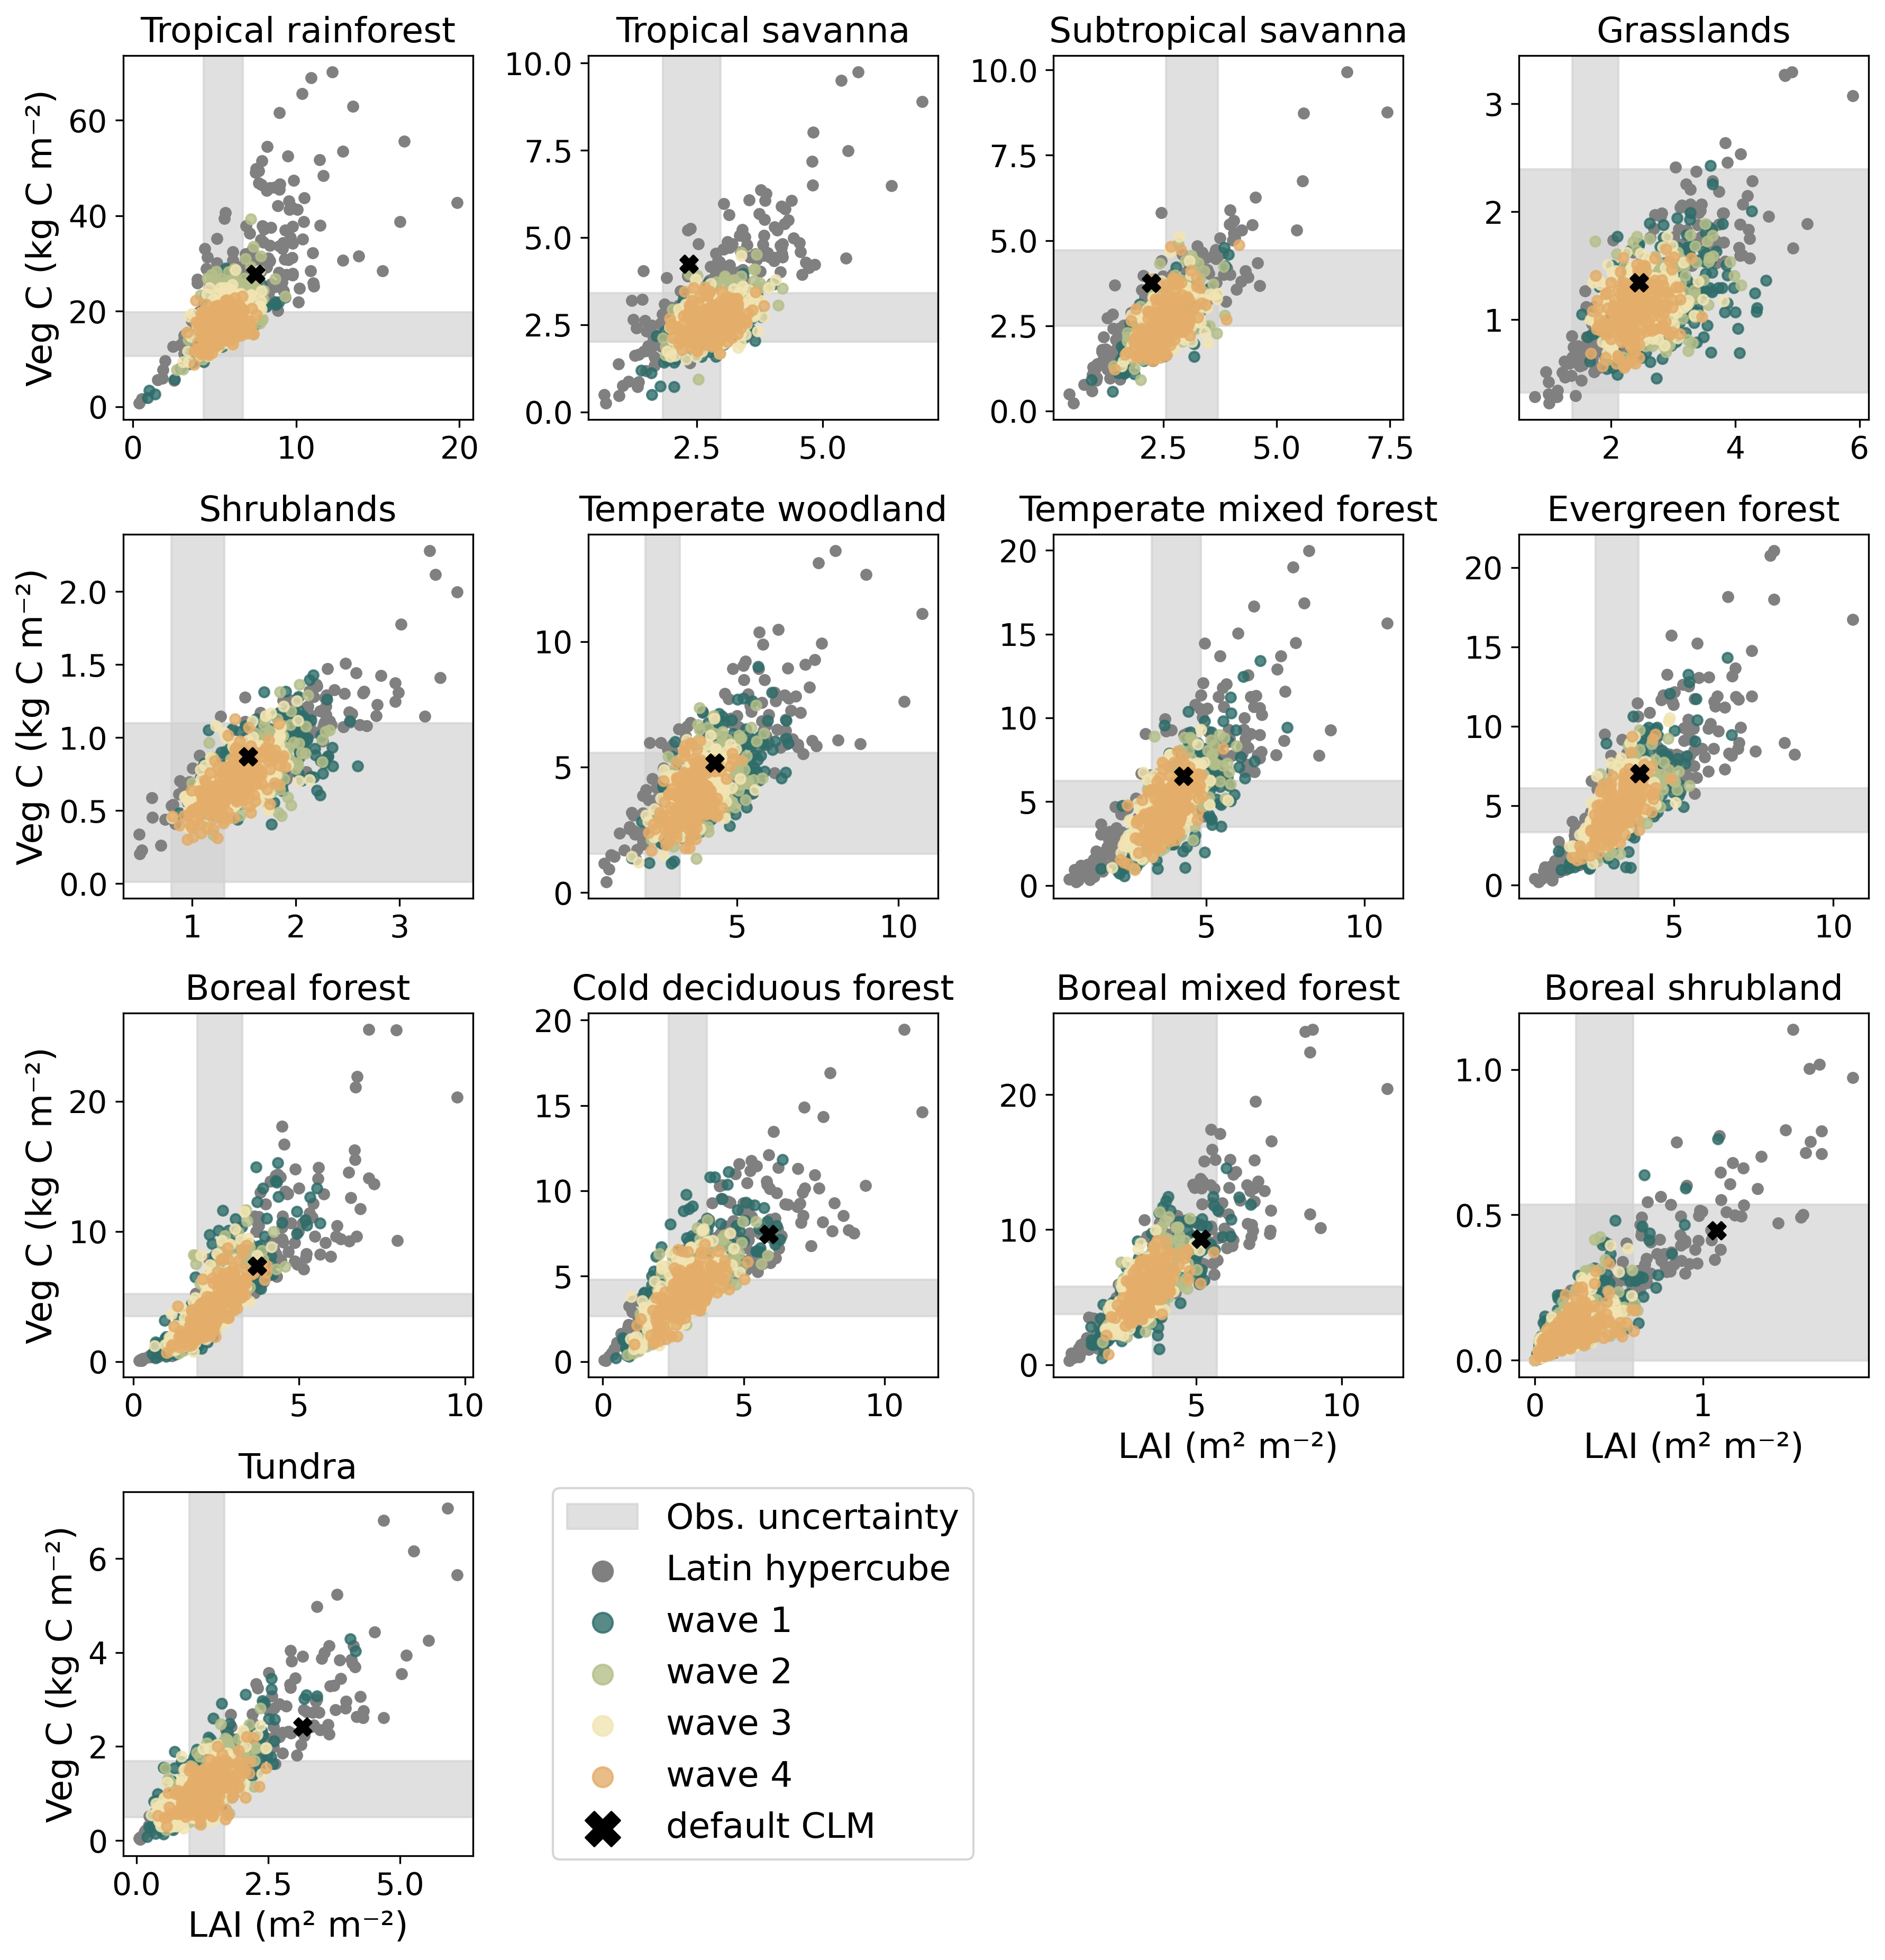 Tropical rainforest
Tropical savanna
Subtropical savanna
Grasslands
Veg C (kg C m⁻²)
60
40
20
0
0 10 20
10.0
7.5
5.0
2.5
0.0
2.5 5.0
10.0
7.5
5.0
2.5
0.0
2.5 5.0 7.5
3
2
1
2 4 6
Shrublands
Temperate woodland
Temperate mixed forest
Evergreen forest
Veg C (kg C m⁻²)
2.0
1.5
1.0
0.5
0.0
1 2 3
10
5
0
5 10
20
15
10
5
0
5 10
20
15
10
5
0
5 10
Boreal forest
Cold deciduous forest
Boreal mixed forest
Boreal shrubland
Veg C (kg C m⁻²)
20
10
0
0 5 10
20
15
10
5
0
0 5 10
20
10
0
5 10
LAI (m² m⁻²)
1.0
0.5
0.0
0 1
LAI (m² m⁻²)
Tundra
Veg C (kg C m⁻²)
6
4
2
0
0.0 2.5 5.0
LAI (m² m⁻²)
Obs. uncertainty
Latin hypercube
wave 1
wave 2
wave 3
wave 4
default CLM